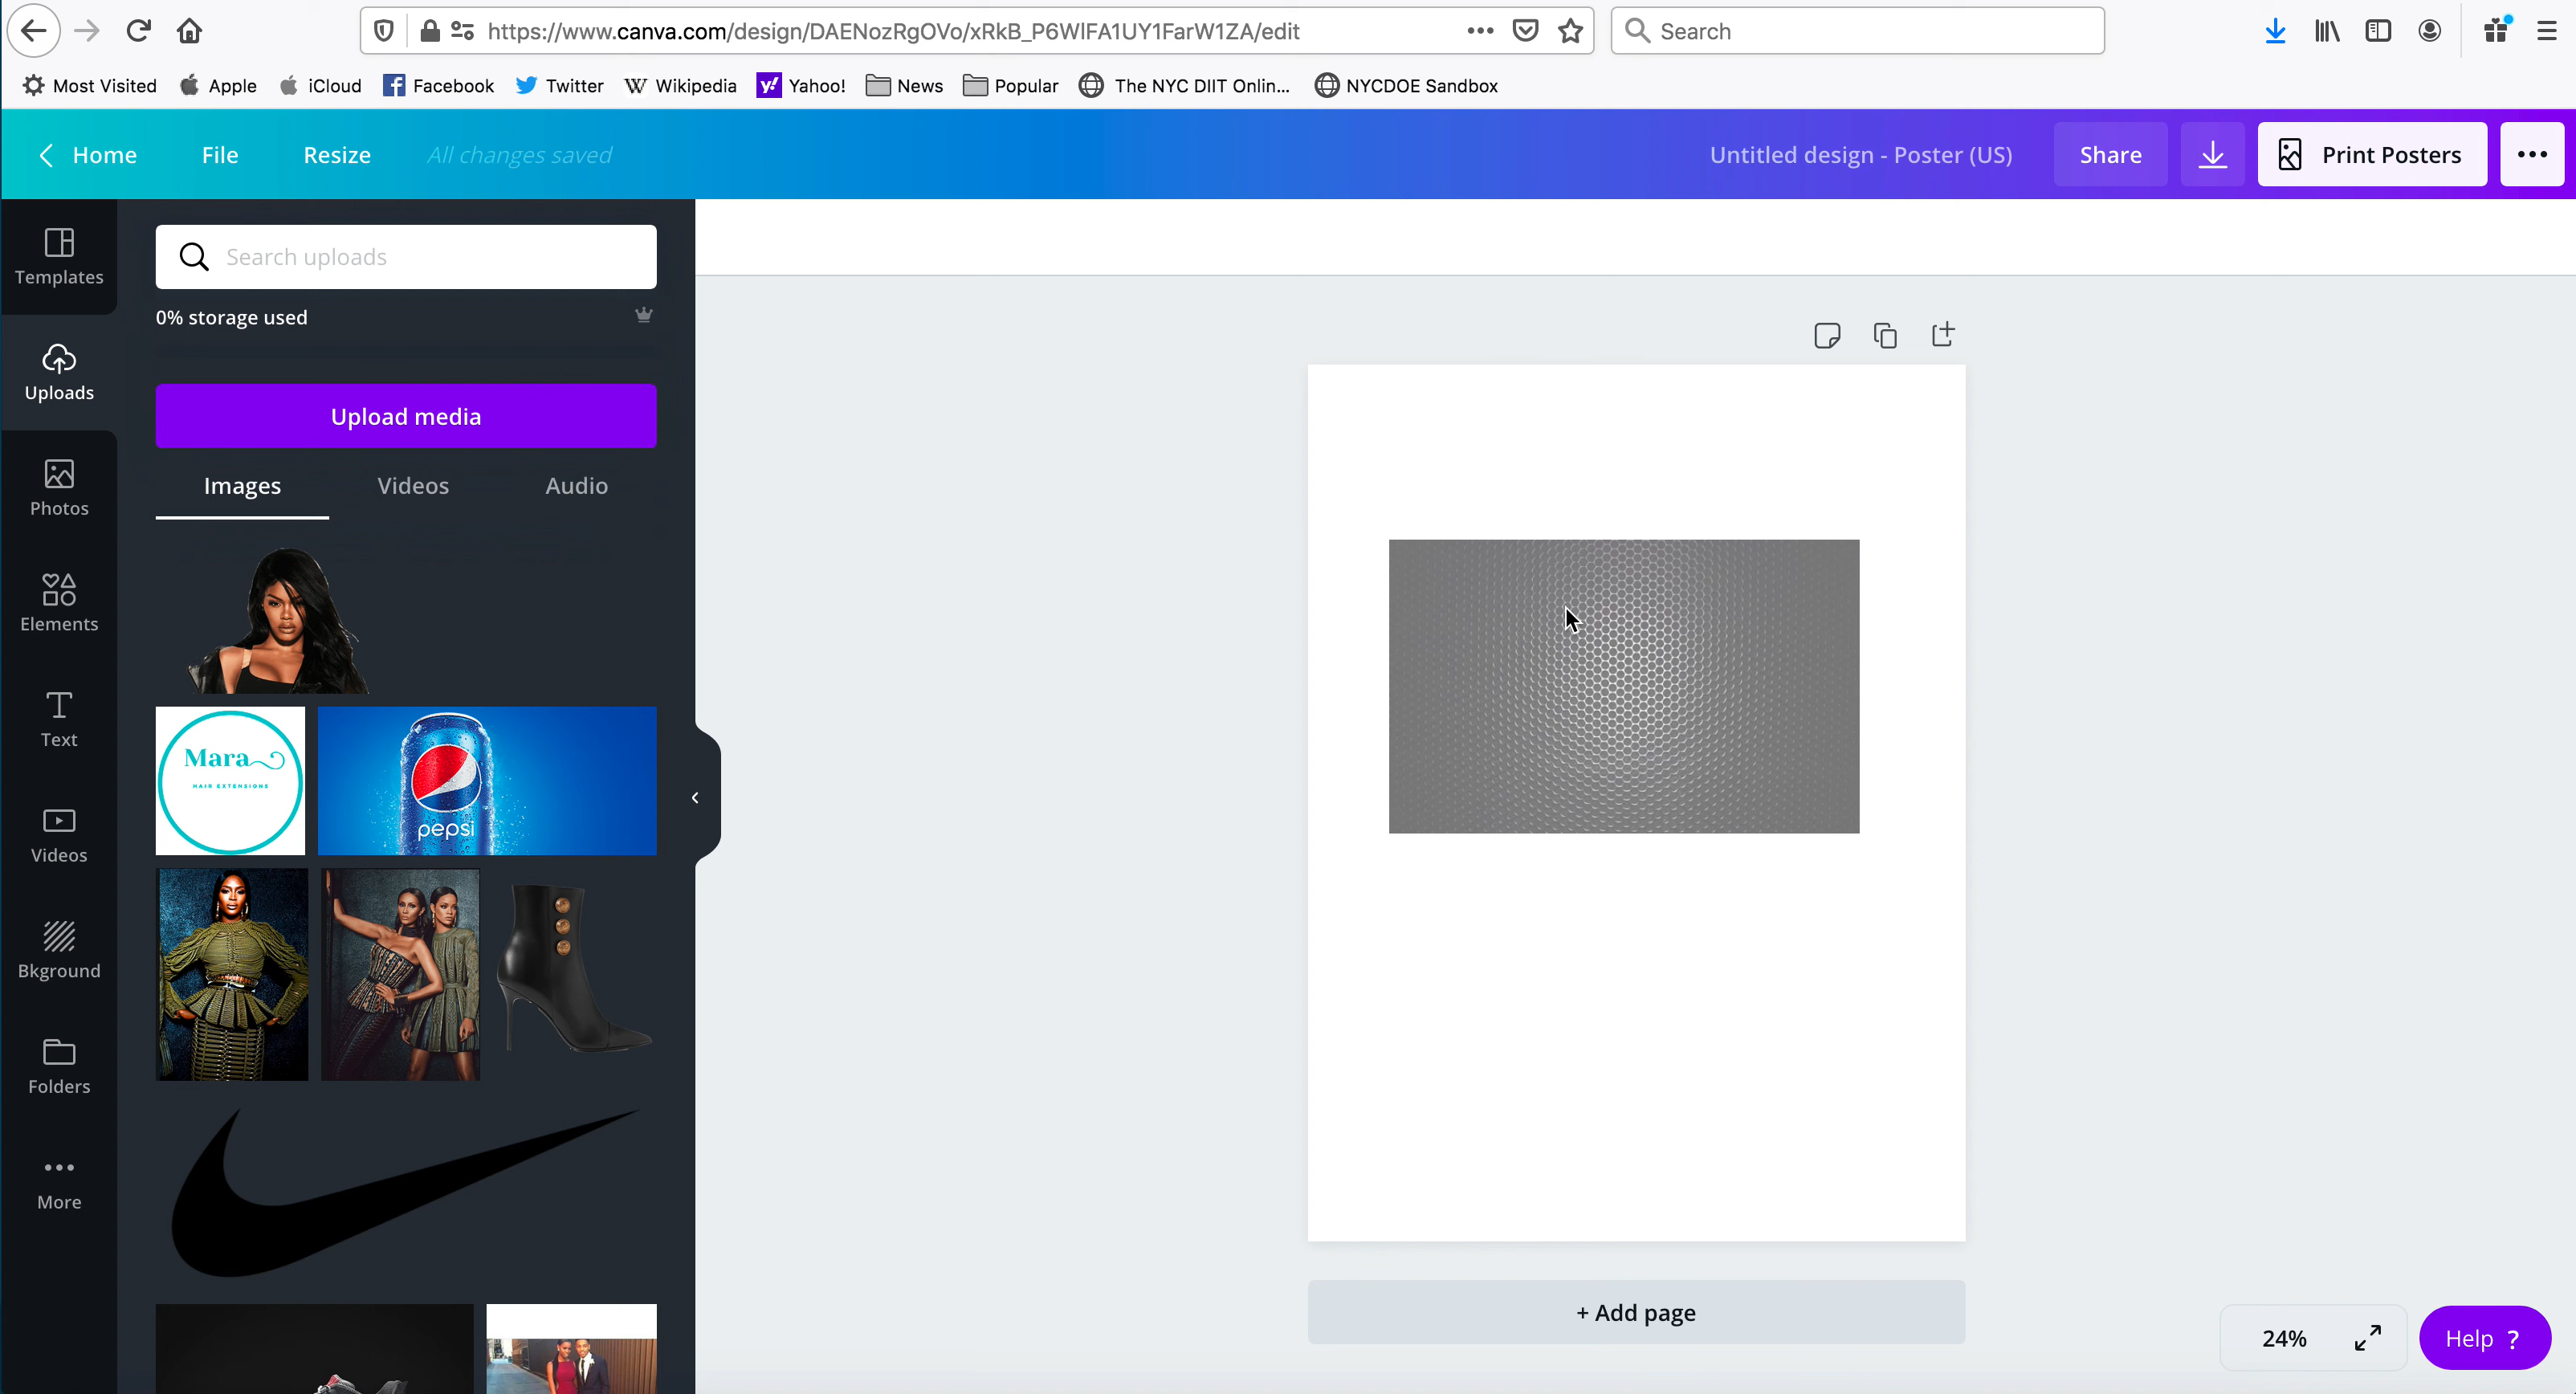 https://www.canva.com/design/DAENozRgOVo/xRkB_P6WlFA1UY1FarW1ZA/edit
Search
Most Visited Apple iCloud Facebook Twitter Wikipedia Yahoo! News Popular The NYC DIIT Onlin... NYCDOE Sandbox
Home File Resize All changes saved Untitled design - Poster (US) Share Print Posters
Templates
Search uploads
0% storage used
Uploads
Upload media
Images Videos Audio
Photos
Elements
Text
Mara
HAIR EXTENSIONS
pepsi
Videos
Bkground
Folders
More
+ Add page
24%
Help ?